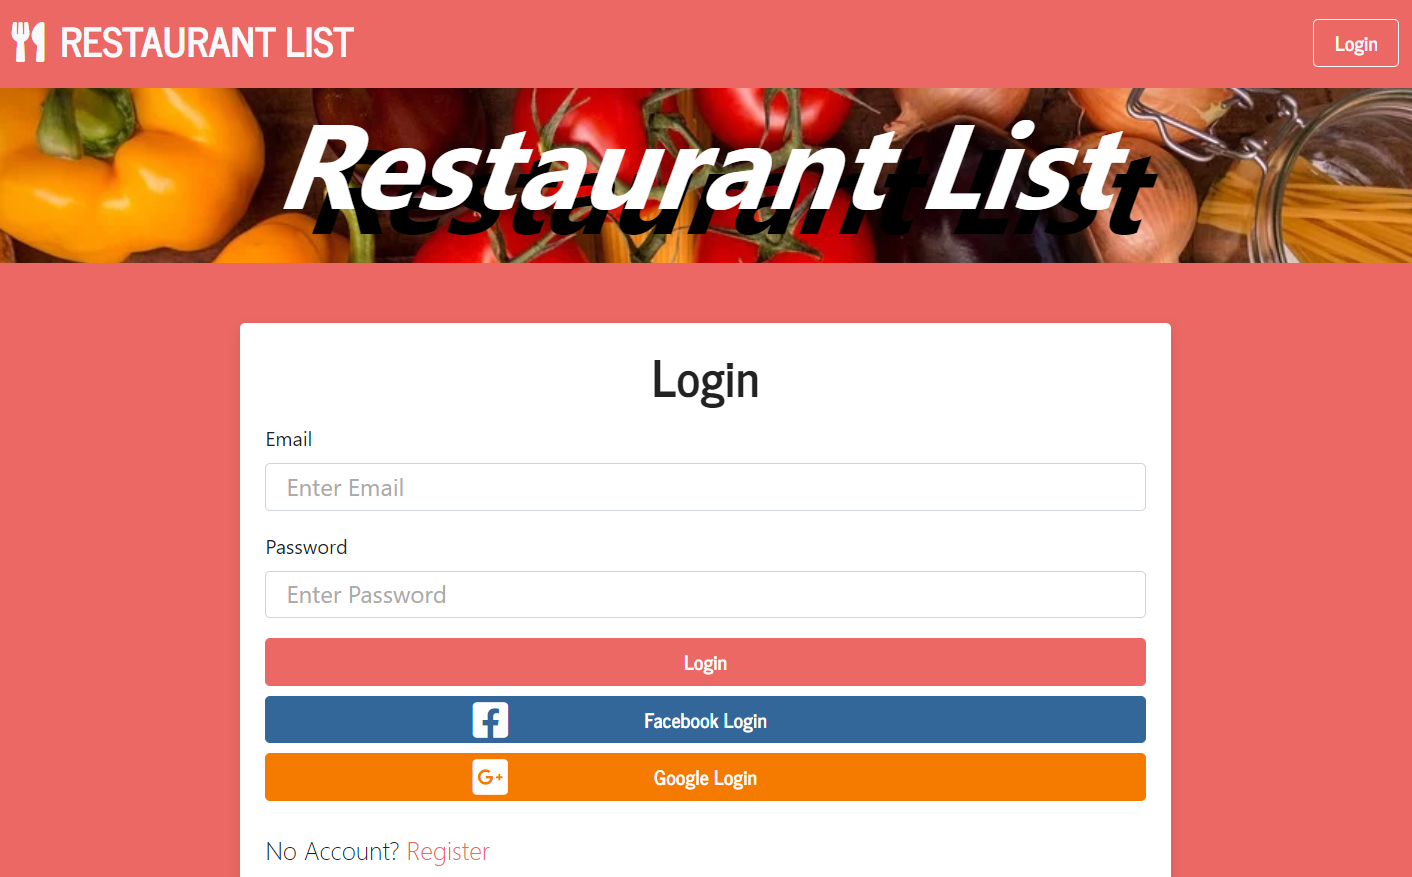 RESTAURANT LIST
Login
Restaurant List
Login
Email
Enter Email
Password
Enter Password
Login
Facebook Login
G+ Google Login
No Account? Register